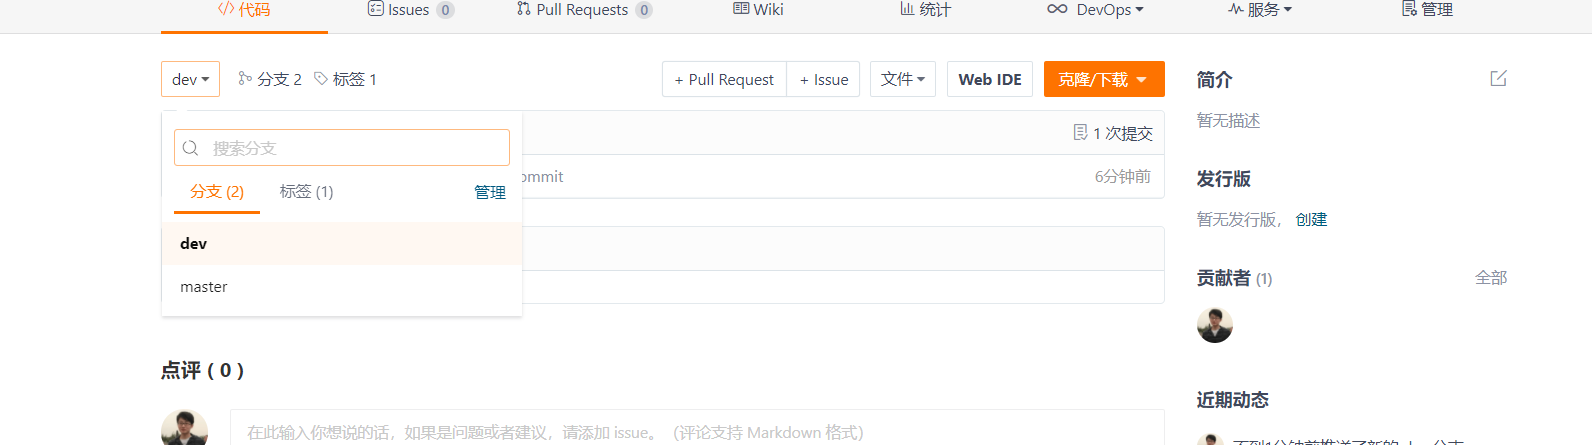 代码 Issues 0 Pull Requests 0 Wiki 统计 DevOps 服务 管理
dev 分支 2 标签 1 + Pull Request + Issue 文件 Web IDE 克隆/下载
简介
搜索分支
1 次提交
暂无描述
ommit 6分钟前
分支 (2) 标签 (1) 管理
发行版
暂无发行版， 创建
dev
master
贡献者 (1) 全部
点评 ( 0 )
近期动态
在此输入你想说的话，如果是问题或者建议，请添加 issue。（评论支持 Markdown 格式）